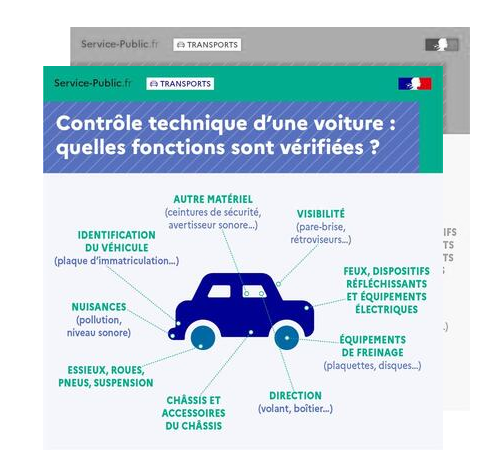 Service-Public.fr TRANSPORTS
Service-Public.fr TRANSPORTS
Contrôle technique d'une voiture :
quelles fonctions sont vérifiées ?
AUTRE MATÉRIEL
(ceintures de sécurité,
avertisseur sonore...)
VISIBILITÉ
(pare-brise,
rétroviseurs...)
IDENTIFICATION
DU VÉHICULE
(plaque d'immatriculation...)
FEUX, DISPOSITIFS
RÉFLÉCHISSANTS
ET ÉQUIPEMENTS
ÉLECTRIQUES
NUISANCES
(pollution,
niveau sonore)
ÉQUIPEMENTS
DE FREINAGE
(plaquettes, disques...)
ESSIEUX, ROUES,
PNEUS, SUSPENSION
CHÂSSIS ET
ACCESSOIRES
DU CHÂSSIS
DIRECTION
(volant, boîtier...)